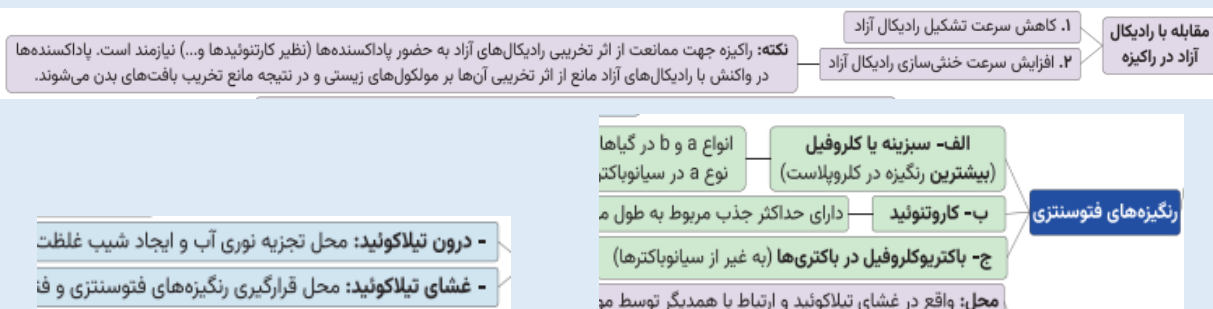 مقابله با رادیکال
آزاد در راکیزه
۱. کاهش سرعت تشکیل رادیکال آزاد
۲. افزایش سرعت خنثی‌سازی رادیکال آزاد
نکته: راکیزه جهت ممانعت از اثر تخریبی رادیکال‌های آزاد به حضور پاداکسنده‌ها (نظیر کارتنوئیدها و...) نیازمند است. پاداکسنده‌ها
در واکنش با رادیکال‌های آزاد مانع از اثر تخریبی آن‌ها بر مولکول‌های زیستی و در نتیجه مانع تخریب بافت‌های بدن می‌شوند.
رنگیزه‌های فتوسنتزی
الف- سبزینه یا کلروفیل
(بیشترین رنگیزه در کلروپلاست)
انواع a و b در گیاها
نوع a در سیانوباکتر
ب- کاروتنوئید
دارای حداکثر جذب مربوط به طول
ج- باکتریوکلروفیل در باکتری‌ها (به غیر از سیانوباکترها)
محل: واقع در غشای تیلاکوئید و ارتباط با همدیگر توسط
- درون تیلاکوئید: محل تجزیه نوری آب و ایجاد شیب غلظت
- غشای تیلاکوئید: محل قرارگیری رنگیزه‌های فتوسنتزی و